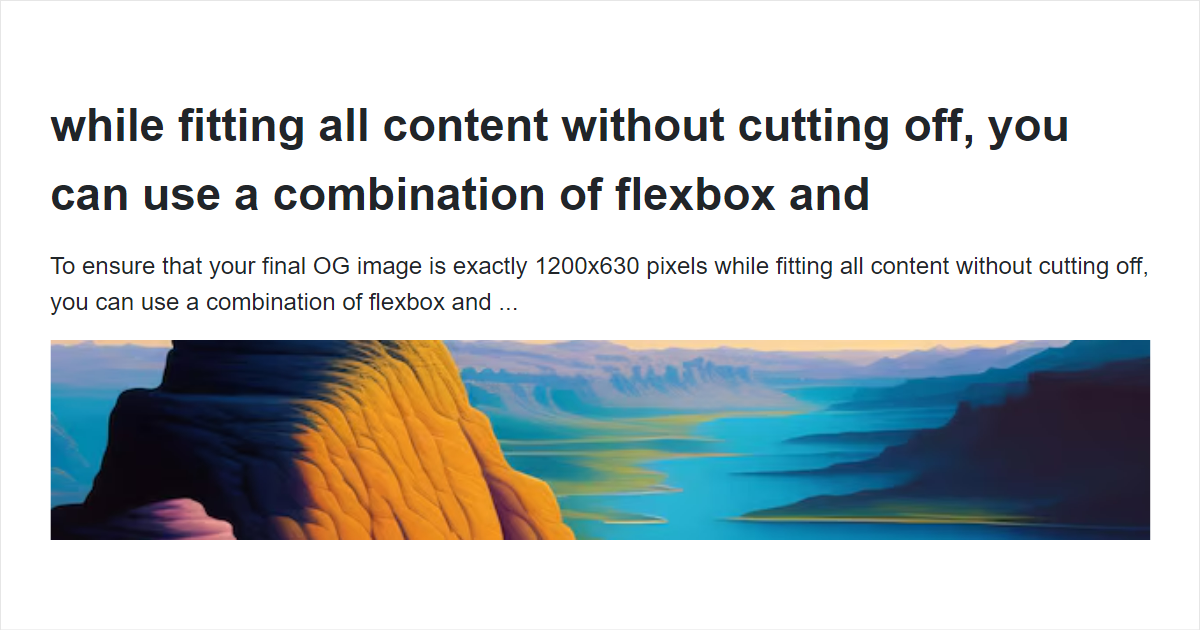 while fitting all content without cutting off, you
can use a combination of flexbox and
To ensure that your final OG image is exactly 1200x630 pixels while fitting all content without cutting off,
you can use a combination of flexbox and ...